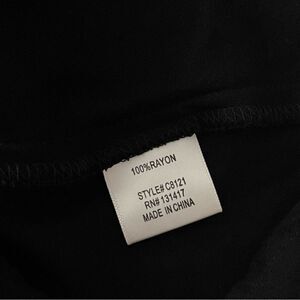 100%RAYON
STYLE# C8121
RN# 131417
MADE IN CHINA